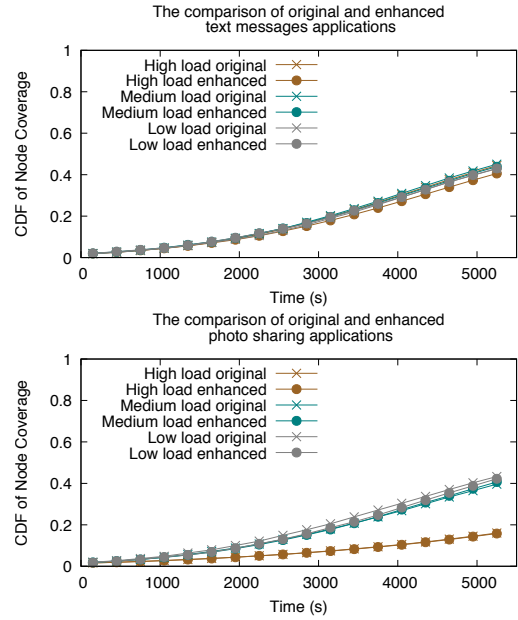 The comparison of original and enhanced
text messages applications
1
0.8
0.6
0.4
0.2
0
CDF of Node Coverage
High load original
High load enhanced
Medium load original
Medium load enhanced
Low load original
Low load enhanced
0 1000 2000 3000 4000 5000
Time (s)
The comparison of original and enhanced
photo sharing applications
1
0.8
0.6
0.4
0.2
0
CDF of Node Coverage
High load original
High load enhanced
Medium load original
Medium load enhanced
Low load original
Low load enhanced
0 1000 2000 3000 4000 5000
Time (s)